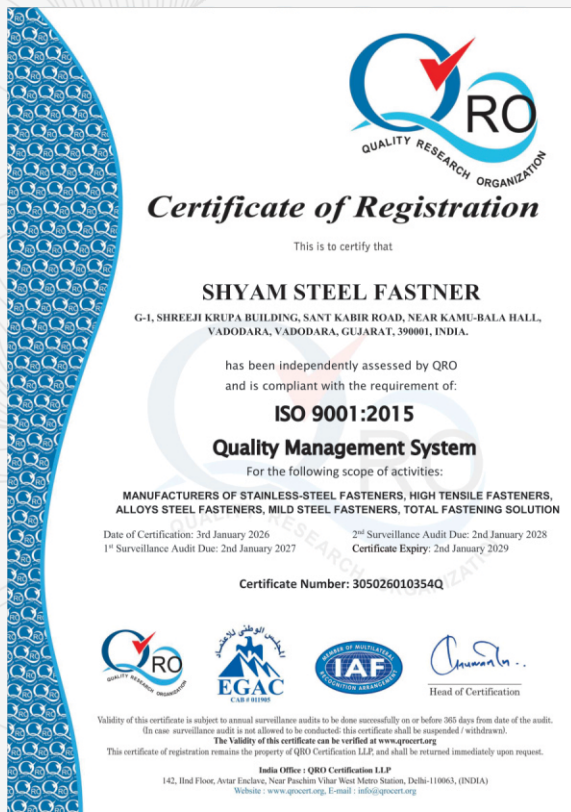 QRO
QUALITY RESEARCH ORGANIZATION
Certificate of Registration
This is to certify that
SHYAM STEEL FASTNER
G-1, SHREEJI KRUPA BUILDING, SANT KABIR ROAD, NEAR KAMU-BALA HALL,
VADODARA, VADODARA, GUJARAT, 390001, INDIA.
has been independently assessed by QRO
and is compliant with the requirement of:
ISO 9001:2015
Quality Management System
For the following scope of activities:
MANUFACTURERS OF STAINLESS-STEEL FASTENERS, HIGH TENSILE FASTENERS,
ALLOYS STEEL FASTENERS, MILD STEEL FASTENERS, TOTAL FASTENING SOLUTION
Date of Certification: 3rd January 2026
2nd Surveillance Audit Due: 2nd January 2028
1st Surveillance Audit Due: 2nd January 2027
Certificate Expiry: 2nd January 2029
Certificate Number: 305026010354Q
QRO
QUALITY RESEARCH ORGANIZATION
المجلس الوطني للاعتماد
EGAC
CAB # 011905
MEMBER OF MULTILATERAL
IAF
RECOGNITION ARRANGEMENT
Head of Certification
Validity of this certificate is subject to annual surveillance audits to be done successfully on or before 365 days from date of the audit.
(In case surveillance audit is not allowed to be conducted; this certificate shall be suspended / withdrawn).
The Validity of this certificate can be verified at www.qrocert.org
This certificate of registration remains the property of QRO Certification LLP, and shall be returned immediately upon request.
India Office : QRO Certification LLP
142, IInd Floor, Avtar Enclave, Near Paschim Vihar West Metro Station, Delhi-110063, (INDIA)
Website : www.qrocert.org, E-mail : info@qrocert.org